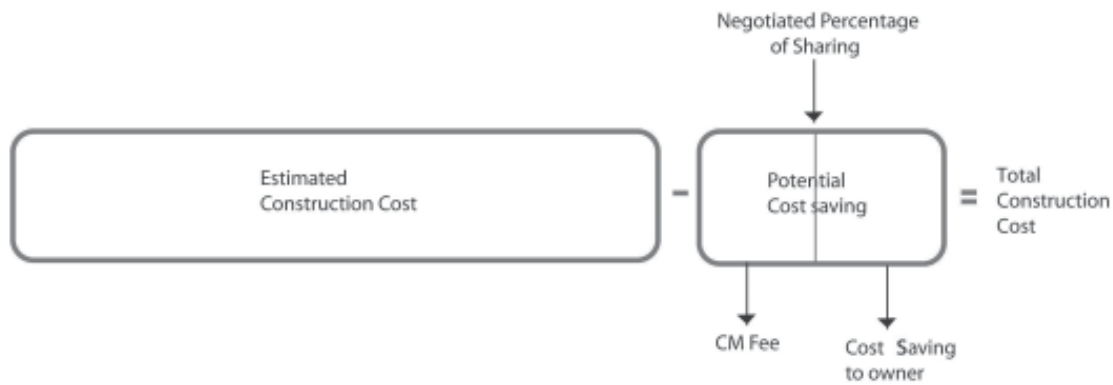 Negotiated Percentage
of Sharing
Estimated
Construction Cost
-
Potential
Cost saving
=
Total
Construction
Cost
CM Fee
Cost Saving
to owner